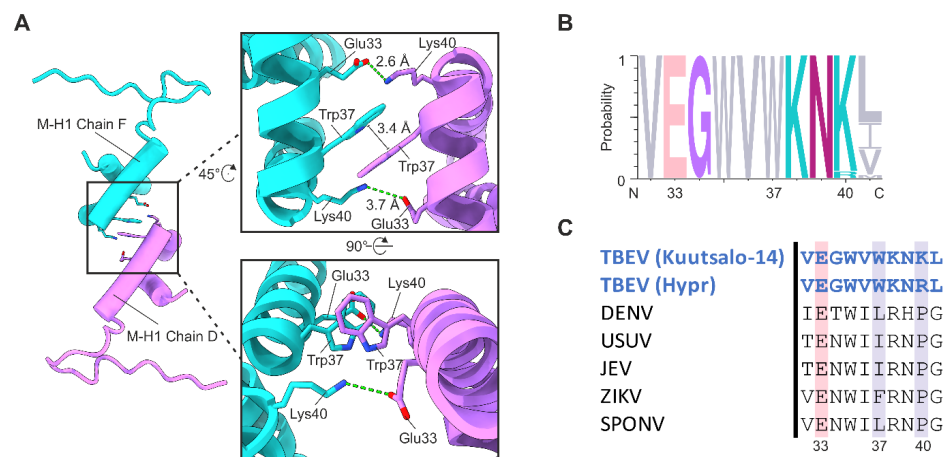 A
M-H1 Chain F
M-H1 Chain D
45°
Glu33
Lys40
2.6 Å
Trp37
3.4 Å
Trp37
Lys40
3.7 Å
Glu33
90°
Glu33
Lys40
Trp37
Trp37
Lys40
Glu33
B
Probability
1
0
VEGWVWKNKL
I
V
N 33 37 40 C
C
TBEV (Kuutsalo-14) VEGWVWKNKL
TBEV (Hypr) VEGWVWKNRL
DENV IETWILRHPG
USUV TENWIIRNPG
JEV TENWIIRNPG
ZIKV VENWIFRNPG
SPONV VENWILRNPG
33 37 40